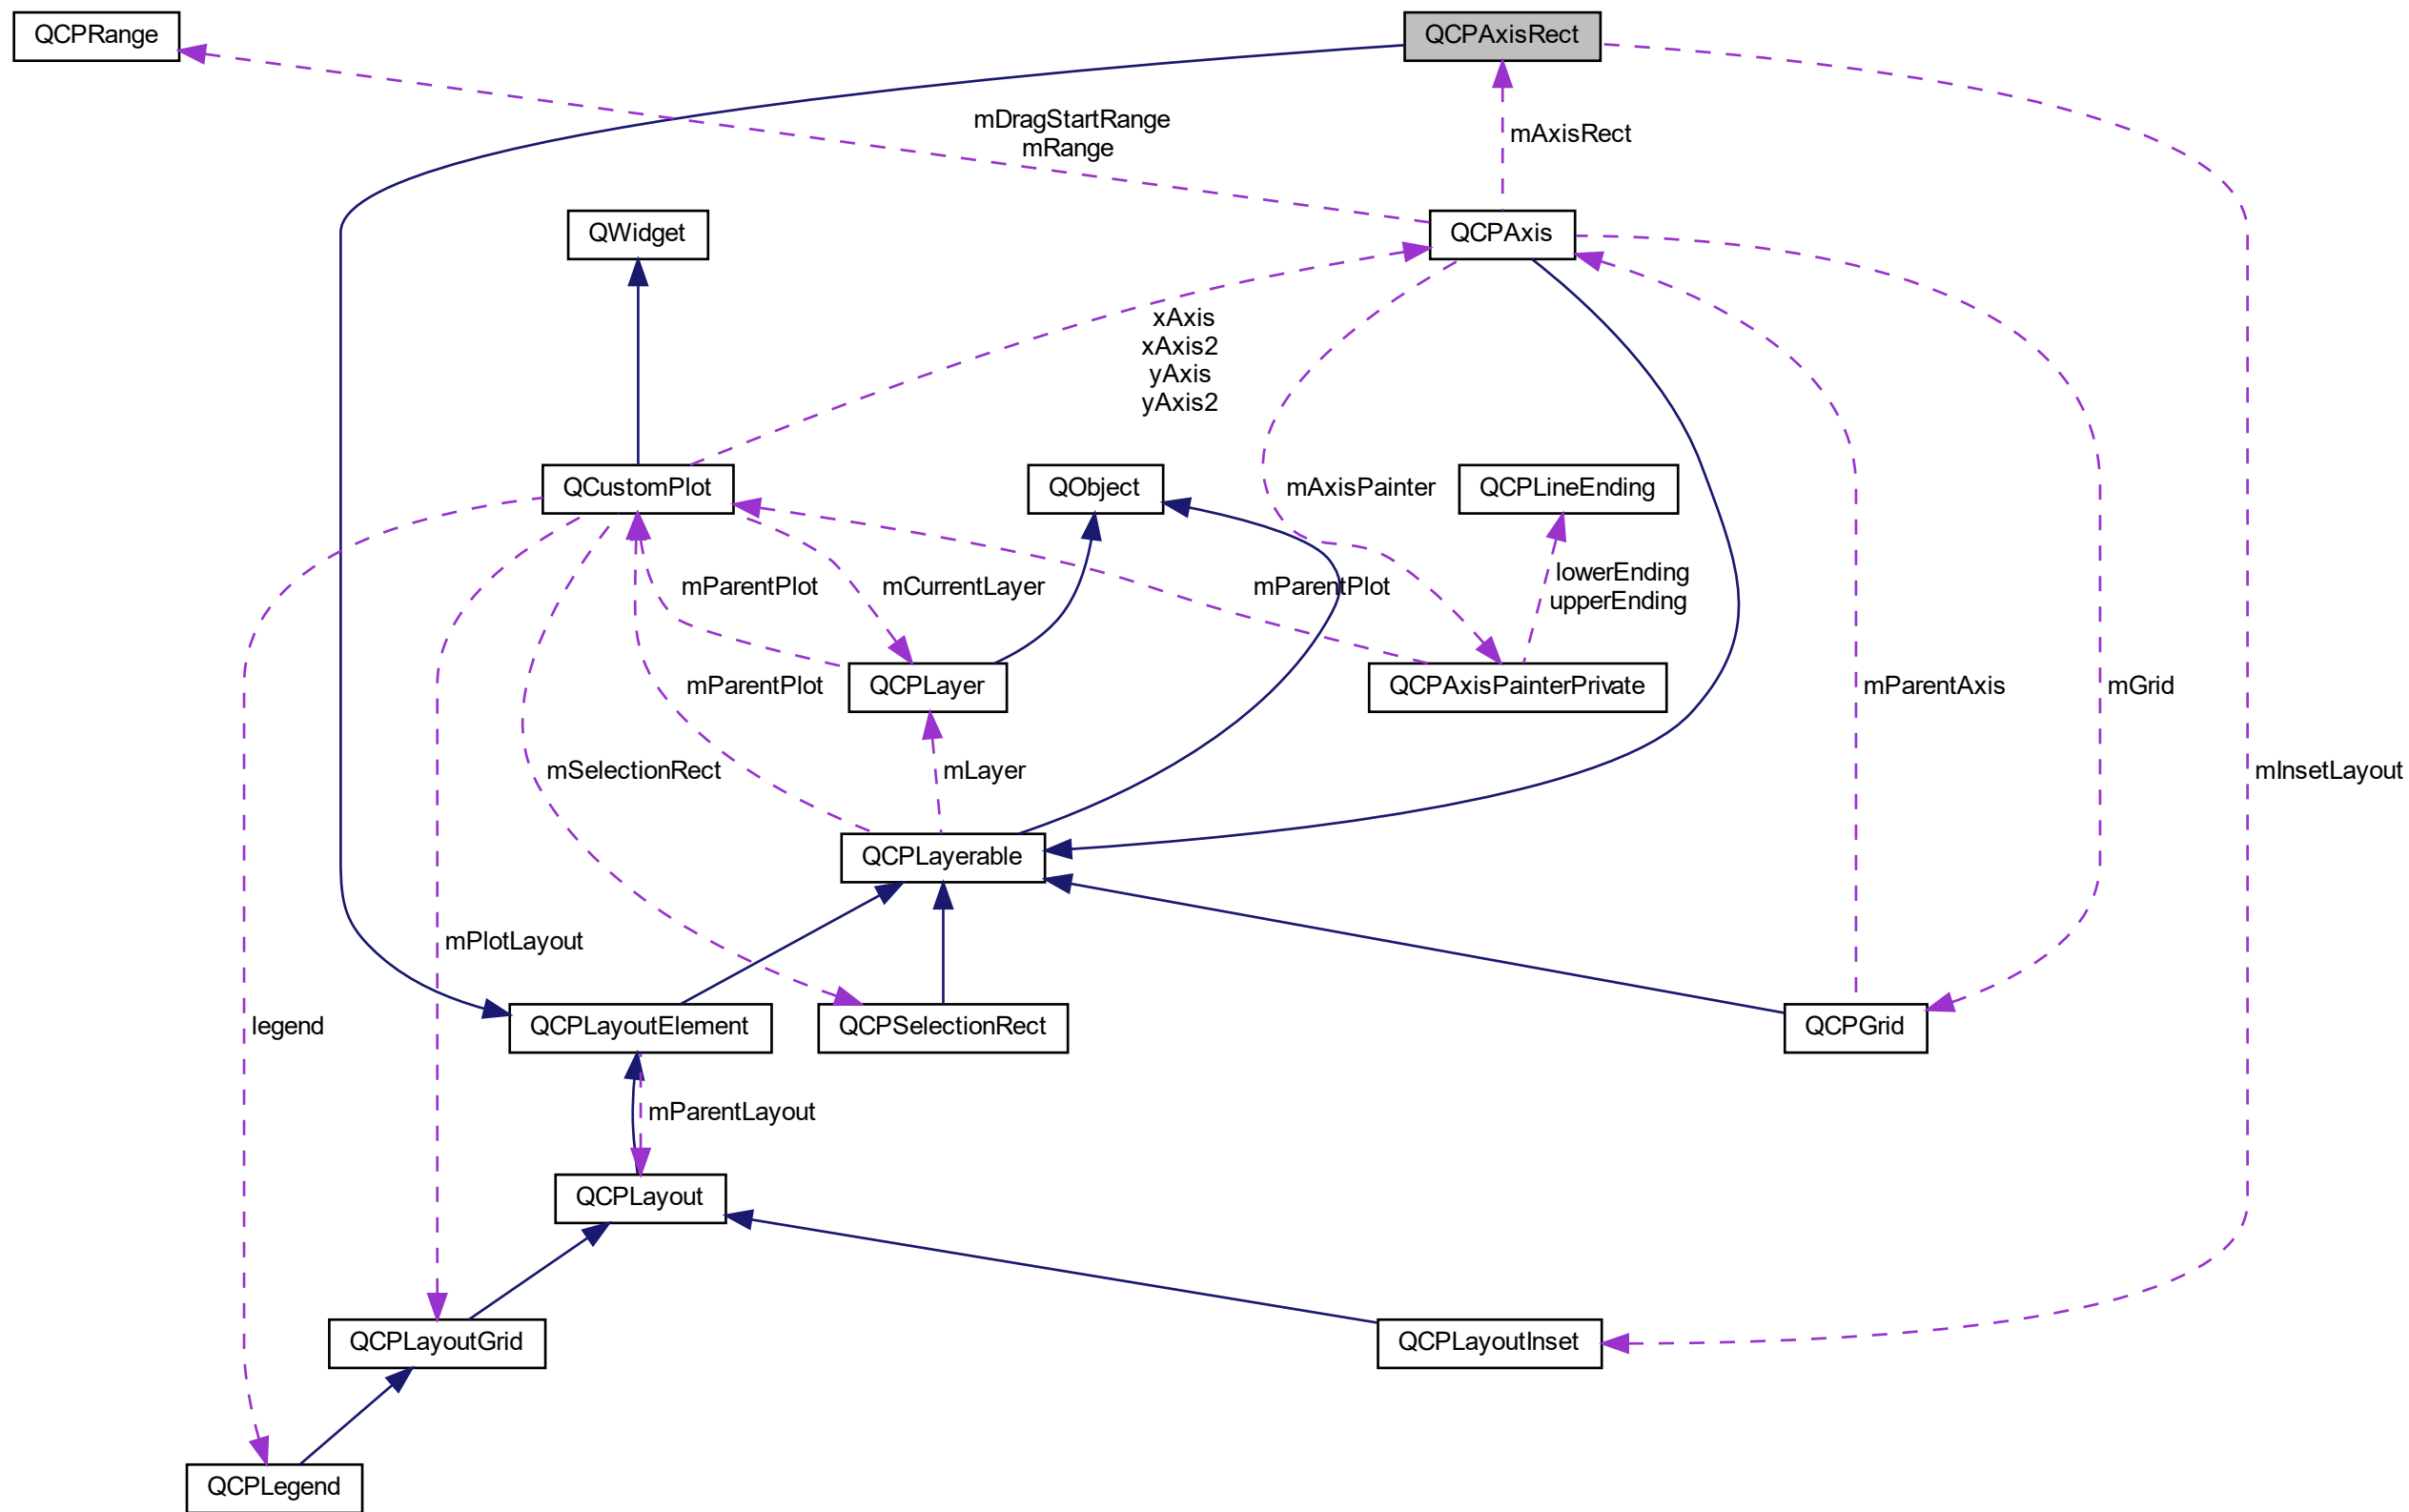 QCPRange
QCPAxisRect
mDragStartRange
mRange
mAxisRect
QWidget
QCPAxis
xAxis
xAxis2
yAxis
yAxis2
QCustomPlot
QObject
mAxisPainter
QCPLineEnding
mParentPlot
mCurrentLayer
mParentPlot
lowerEnding
upperEnding
mParentPlot
QCPLayer
QCPAxisPainterPrivate
mParentAxis
mGrid
mSelectionRect
mLayer
mInsetLayout
QCPLayerable
mPlotLayout
legend
QCPLayoutElement
QCPSelectionRect
QCPGrid
mParentLayout
QCPLayout
QCPLayoutGrid
QCPLayoutInset
QCPLegend